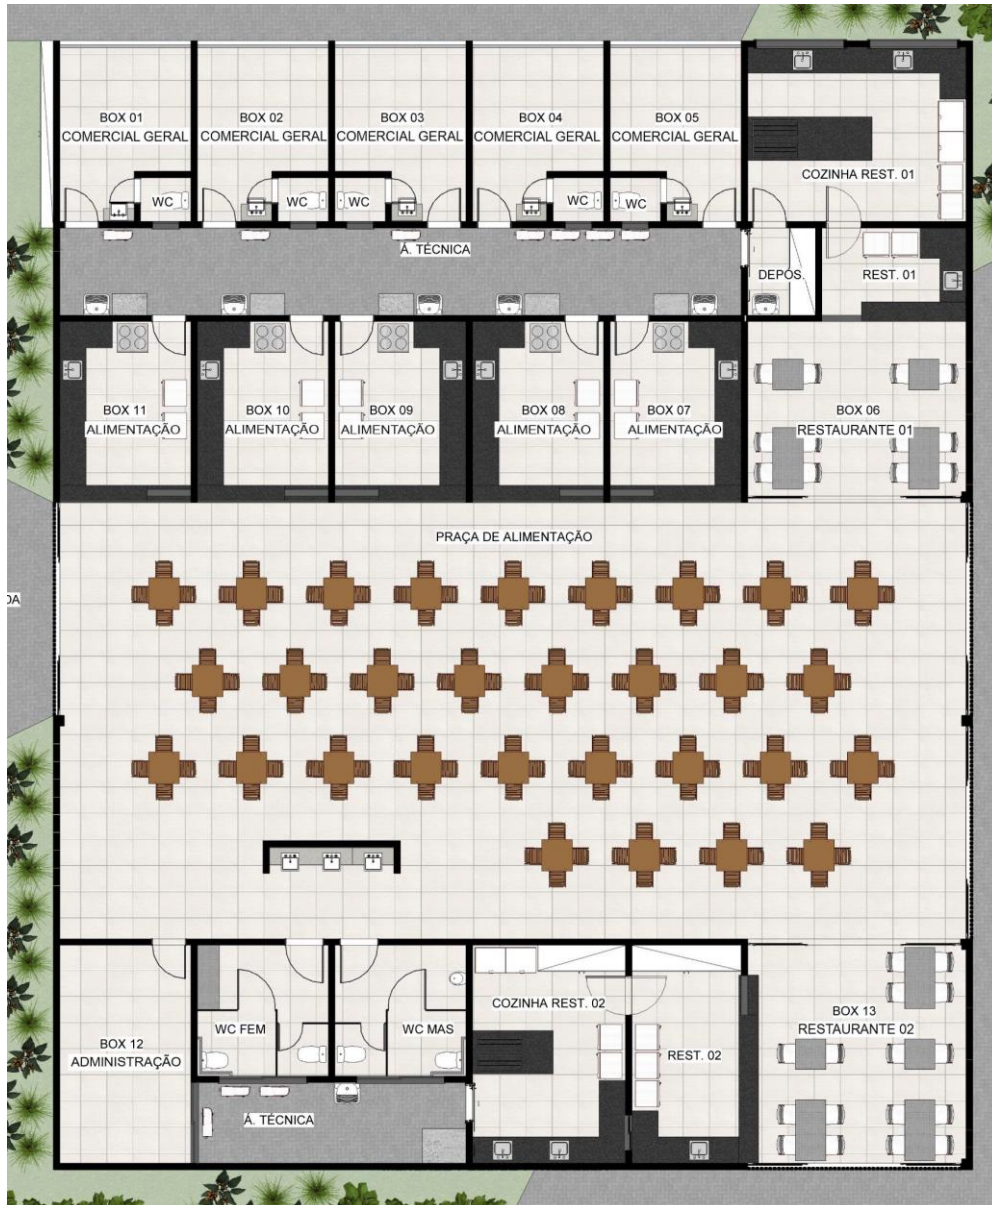 BOX 01
COMERCIAL GERAL
BOX 02
COMERCIAL GERAL
BOX 03
COMERCIAL GERAL
BOX 04
COMERCIAL GERAL
BOX 05
COMERCIAL GERAL
COZINHA REST. 01
WC
WC
WC
WC
WC
Á. TÉCNICA
DEPÓS.
REST. 01
BOX 11
ALIMENTAÇÃO
BOX 10
ALIMENTAÇÃO
BOX 09
ALIMENTAÇÃO
BOX 08
ALIMENTAÇÃO
BOX 07
ALIMENTAÇÃO
BOX 06
RESTAURANTE 01
PRAÇA DE ALIMENTAÇÃO
DA
BOX 12
ADMINISTRAÇÃO
WC FEM
WC MAS
COZINHA REST. 02
REST. 02
BOX 13
RESTAURANTE 02
Á. TÉCNICA